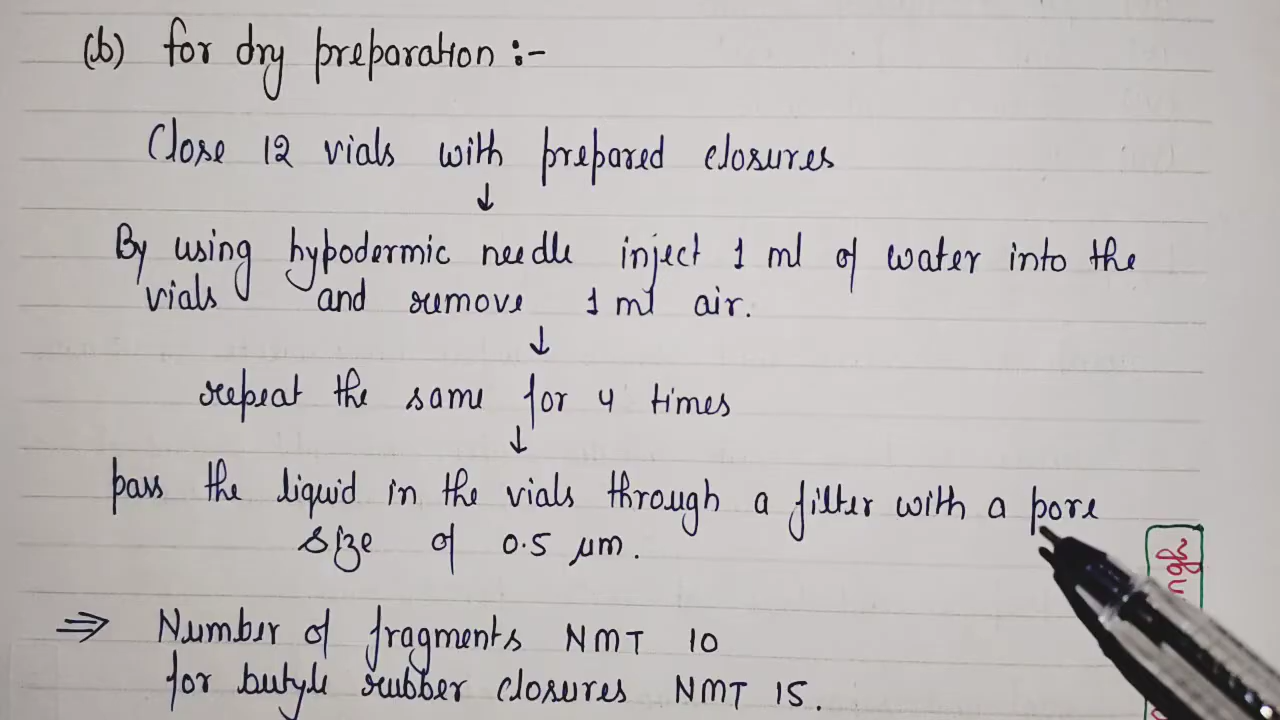 (b) for dry preparation :-
Close 12 vials with prepared closures
↓
By using hypodermic needle inject 1 ml of water into the
vials and remove 1 ml air.
↓
repeat the same for 4 times
↓
pass the liquid in the vials through a filter with a pore
size of 0.5 μm.
⇒ Number of fragments NMT 10
for butyle rubber closures NMT 15.